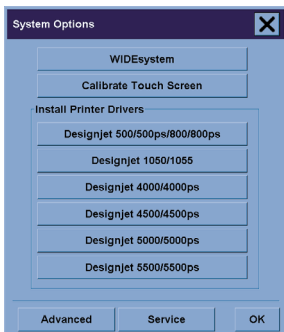 System Options
WIDEsystem
Calibrate Touch Screen
Install Printer Drivers
Designjet 500/500ps/800/800ps
Designjet 1050/1055
Designjet 4000/4000ps
Designjet 4500/4500ps
Designjet 5000/5000ps
Designjet 5500/5500ps
Advanced Service OK